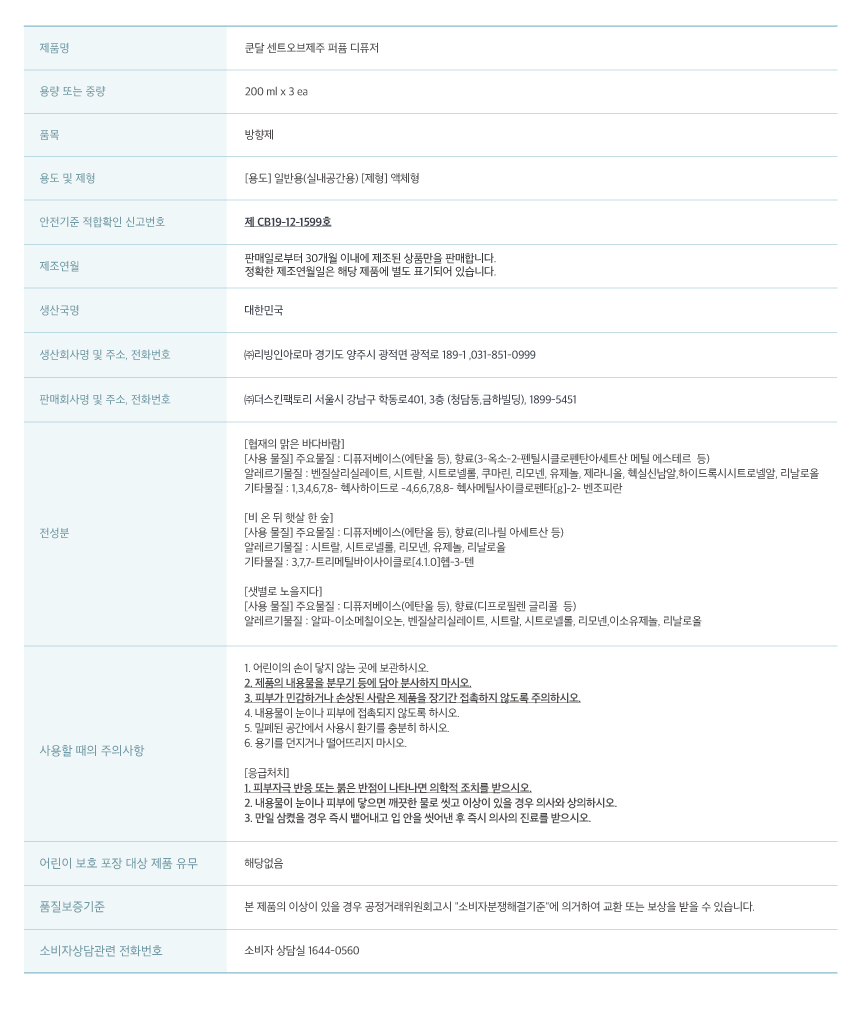 제품명
쿤달 센트오브제주 퍼퓸 디퓨저
용량 또는 중량
200 ml x 3 ea
품목
방향제
용도 및 제형
[용도] 일반용(실내공간용) [제형] 액체형
안전기준 적합확인 신고번호
제 CB19-12-1599호
제조연월
판매일로부터 30개월 이내에 제조된 상품만을 판매합니다.
정확한 제조연월일은 해당 제품에 별도 표기되어 있습니다.
생산국명
대한민국
생산회사명 및 주소, 전화번호
㈜리빙인아로마 경기도 양주시 광적면 광적로 189-1 ,031-851-0999
판매회사명 및 주소, 전화번호
㈜더스킨팩토리 서울시 강남구 학동로401, 3층 (청담동,금하빌딩), 1899-5451
전성분
[협재의 맑은 바다바람]
[사용 물질] 주요물질 : 디퓨저베이스(에탄올 등), 향료(3-옥소-2-펜틸시클로펜탄아세트산 메틸 에스테르  등)
알레르기물질 : 벤질살리실레이트, 시트랄, 시트로넬롤, 쿠마린, 리모넨, 유제놀, 제라니올, 헥실신남알,하이드록시시트로넬알, 리날로올
기타물질 : 1,3,4,6,7,8- 헥사하이드로 -4,6,6,7,8,8- 헥사메틸사이클로펜타[g]-2- 벤조피란
[비 온 뒤 햇살 한 숲]
[사용 물질] 주요물질 : 디퓨저베이스(에탄올 등), 향료(리나릴 아세트산 등)
알레르기물질 : 시트랄, 시트로넬롤, 리모넨, 유제놀, 리날로올
기타물질 : 3,7,7-트리메틸바이사이클로[4.1.0]헵-3-텐
[샛별로 노을지다]
[사용 물질] 주요물질 : 디퓨저베이스(에탄올 등), 향료(디프로필렌 글리콜  등)
알레르기물질 : 알파-이소메칠이오논, 벤질살리실레이트, 시트랄, 시트로넬롤, 리모넨,이소유제놀, 리날로올
사용할 때의 주의사항
1. 어린이의 손이 닿지 않는 곳에 보관하시오.
2. 제품의 내용물을 분무기 등에 담아 분사하지 마시오.
3. 피부가 민감하거나 손상된 사람은 제품을 장기간 접촉하지 않도록 주의하시오.
4. 내용물이 눈이나 피부에 접촉되지 않도록 하시오.
5. 밀폐된 공간에서 사용시 환기를 충분히 하시오.
6. 용기를 던지거나 떨어뜨리지 마시오.
[응급처치]
1. 피부자극 반응 또는 붉은 반점이 나타나면 의학적 조치를 받으시오.
2. 내용물이 눈이나 피부에 닿으면 깨끗한 물로 씻고 이상이 있을 경우 의사와 상의하시오.
3. 만일 삼켰을 경우 즉시 뱉어내고 입 안을 씻어낸 후 즉시 의사의 진료를 받으시오.
어린이 보호 포장 대상 제품 유무
해당없음
품질보증기준
본 제품의 이상이 있을 경우 공정거래위원회고시 "소비자분쟁해결기준"에 의거하여 교환 또는 보상을 받을 수 있습니다.
소비자상담관련 전화번호
소비자 상담실 1644-0560